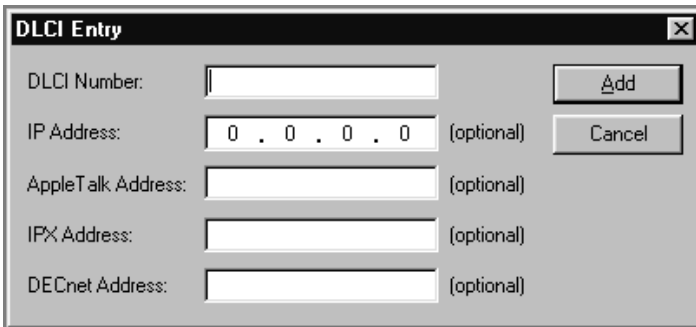 DLCI Entry
DLCI Number:
Add
IP Address: 0 . 0 . 0 . 0 (optional)
Cancel
AppleTalk Address: (optional)
IPX Address: (optional)
DECnet Address: (optional)